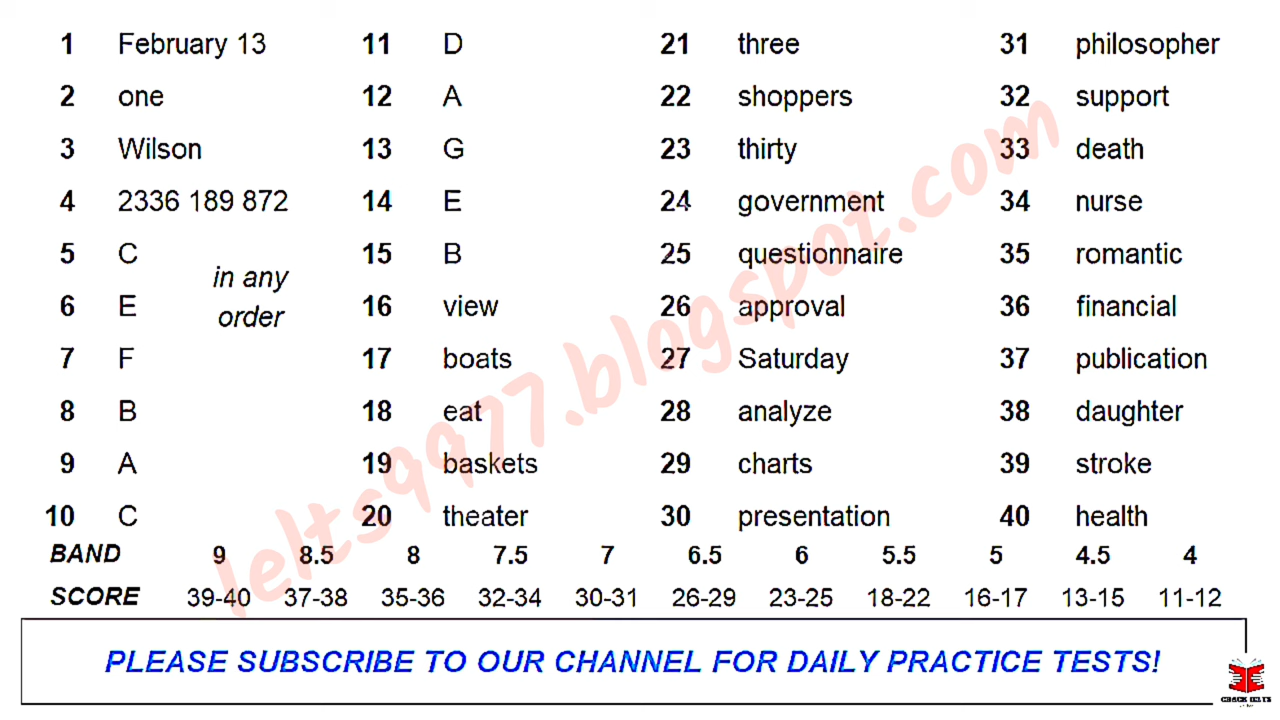 1 February 13 11 D 21 three 31 philosopher
2 one 12 A 22 shoppers 32 support
3 Wilson 13 G 23 thirty 33 death
4 2336 189 872 14 E 24 government 34 nurse
5 C 15 B 25 questionnaire 35 romantic
in any
order
6 E 16 view 26 approval 36 financial
7 F 17 boats 27 Saturday 37 publication
8 B 18 eat 28 analyze 38 daughter
9 A 19 baskets 29 charts 39 stroke
10 C 20 theater 30 presentation 40 health
BAND 9 8.5 8 7.5 7 6.5 6 5.5 5 4.5 4
SCORE 39-40 37-38 35-36 32-34 30-31 26-29 23-25 18-22 16-17 13-15 11-12
PLEASE SUBSCRIBE TO OUR CHANNEL FOR DAILY PRACTICE TESTS!
Ielts9977.blogspot.com
CRACK IELTS